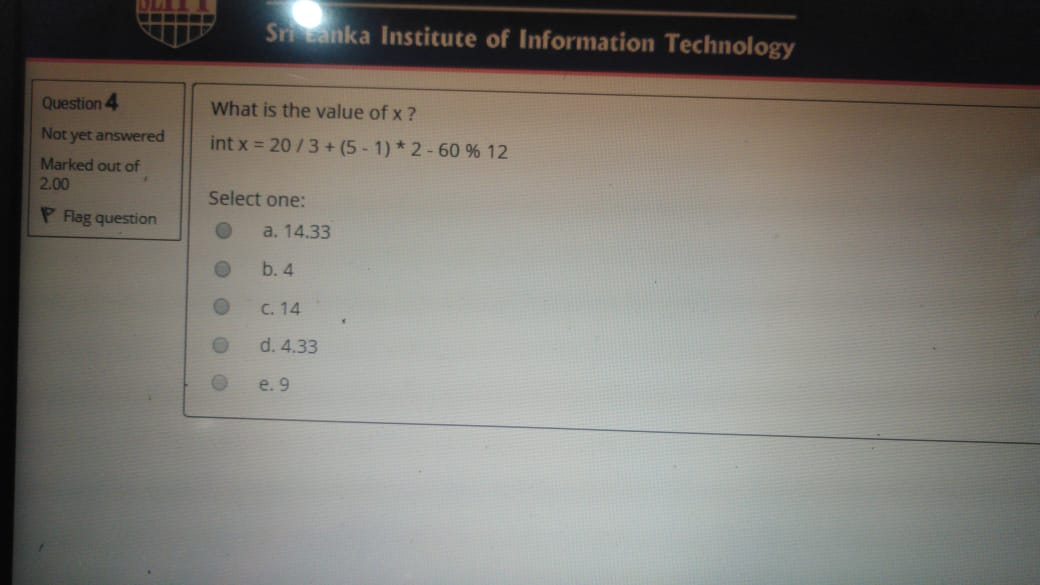 SLIIT
Sri Lanka Institute of Information Technology
Question 4
Not yet answered
Marked out of
2.00
Flag question
What is the value of x ?
int x = 20 / 3 + (5 - 1) * 2 - 60 % 12
Select one:
a. 14.33
b. 4
c. 14
d. 4.33
e. 9